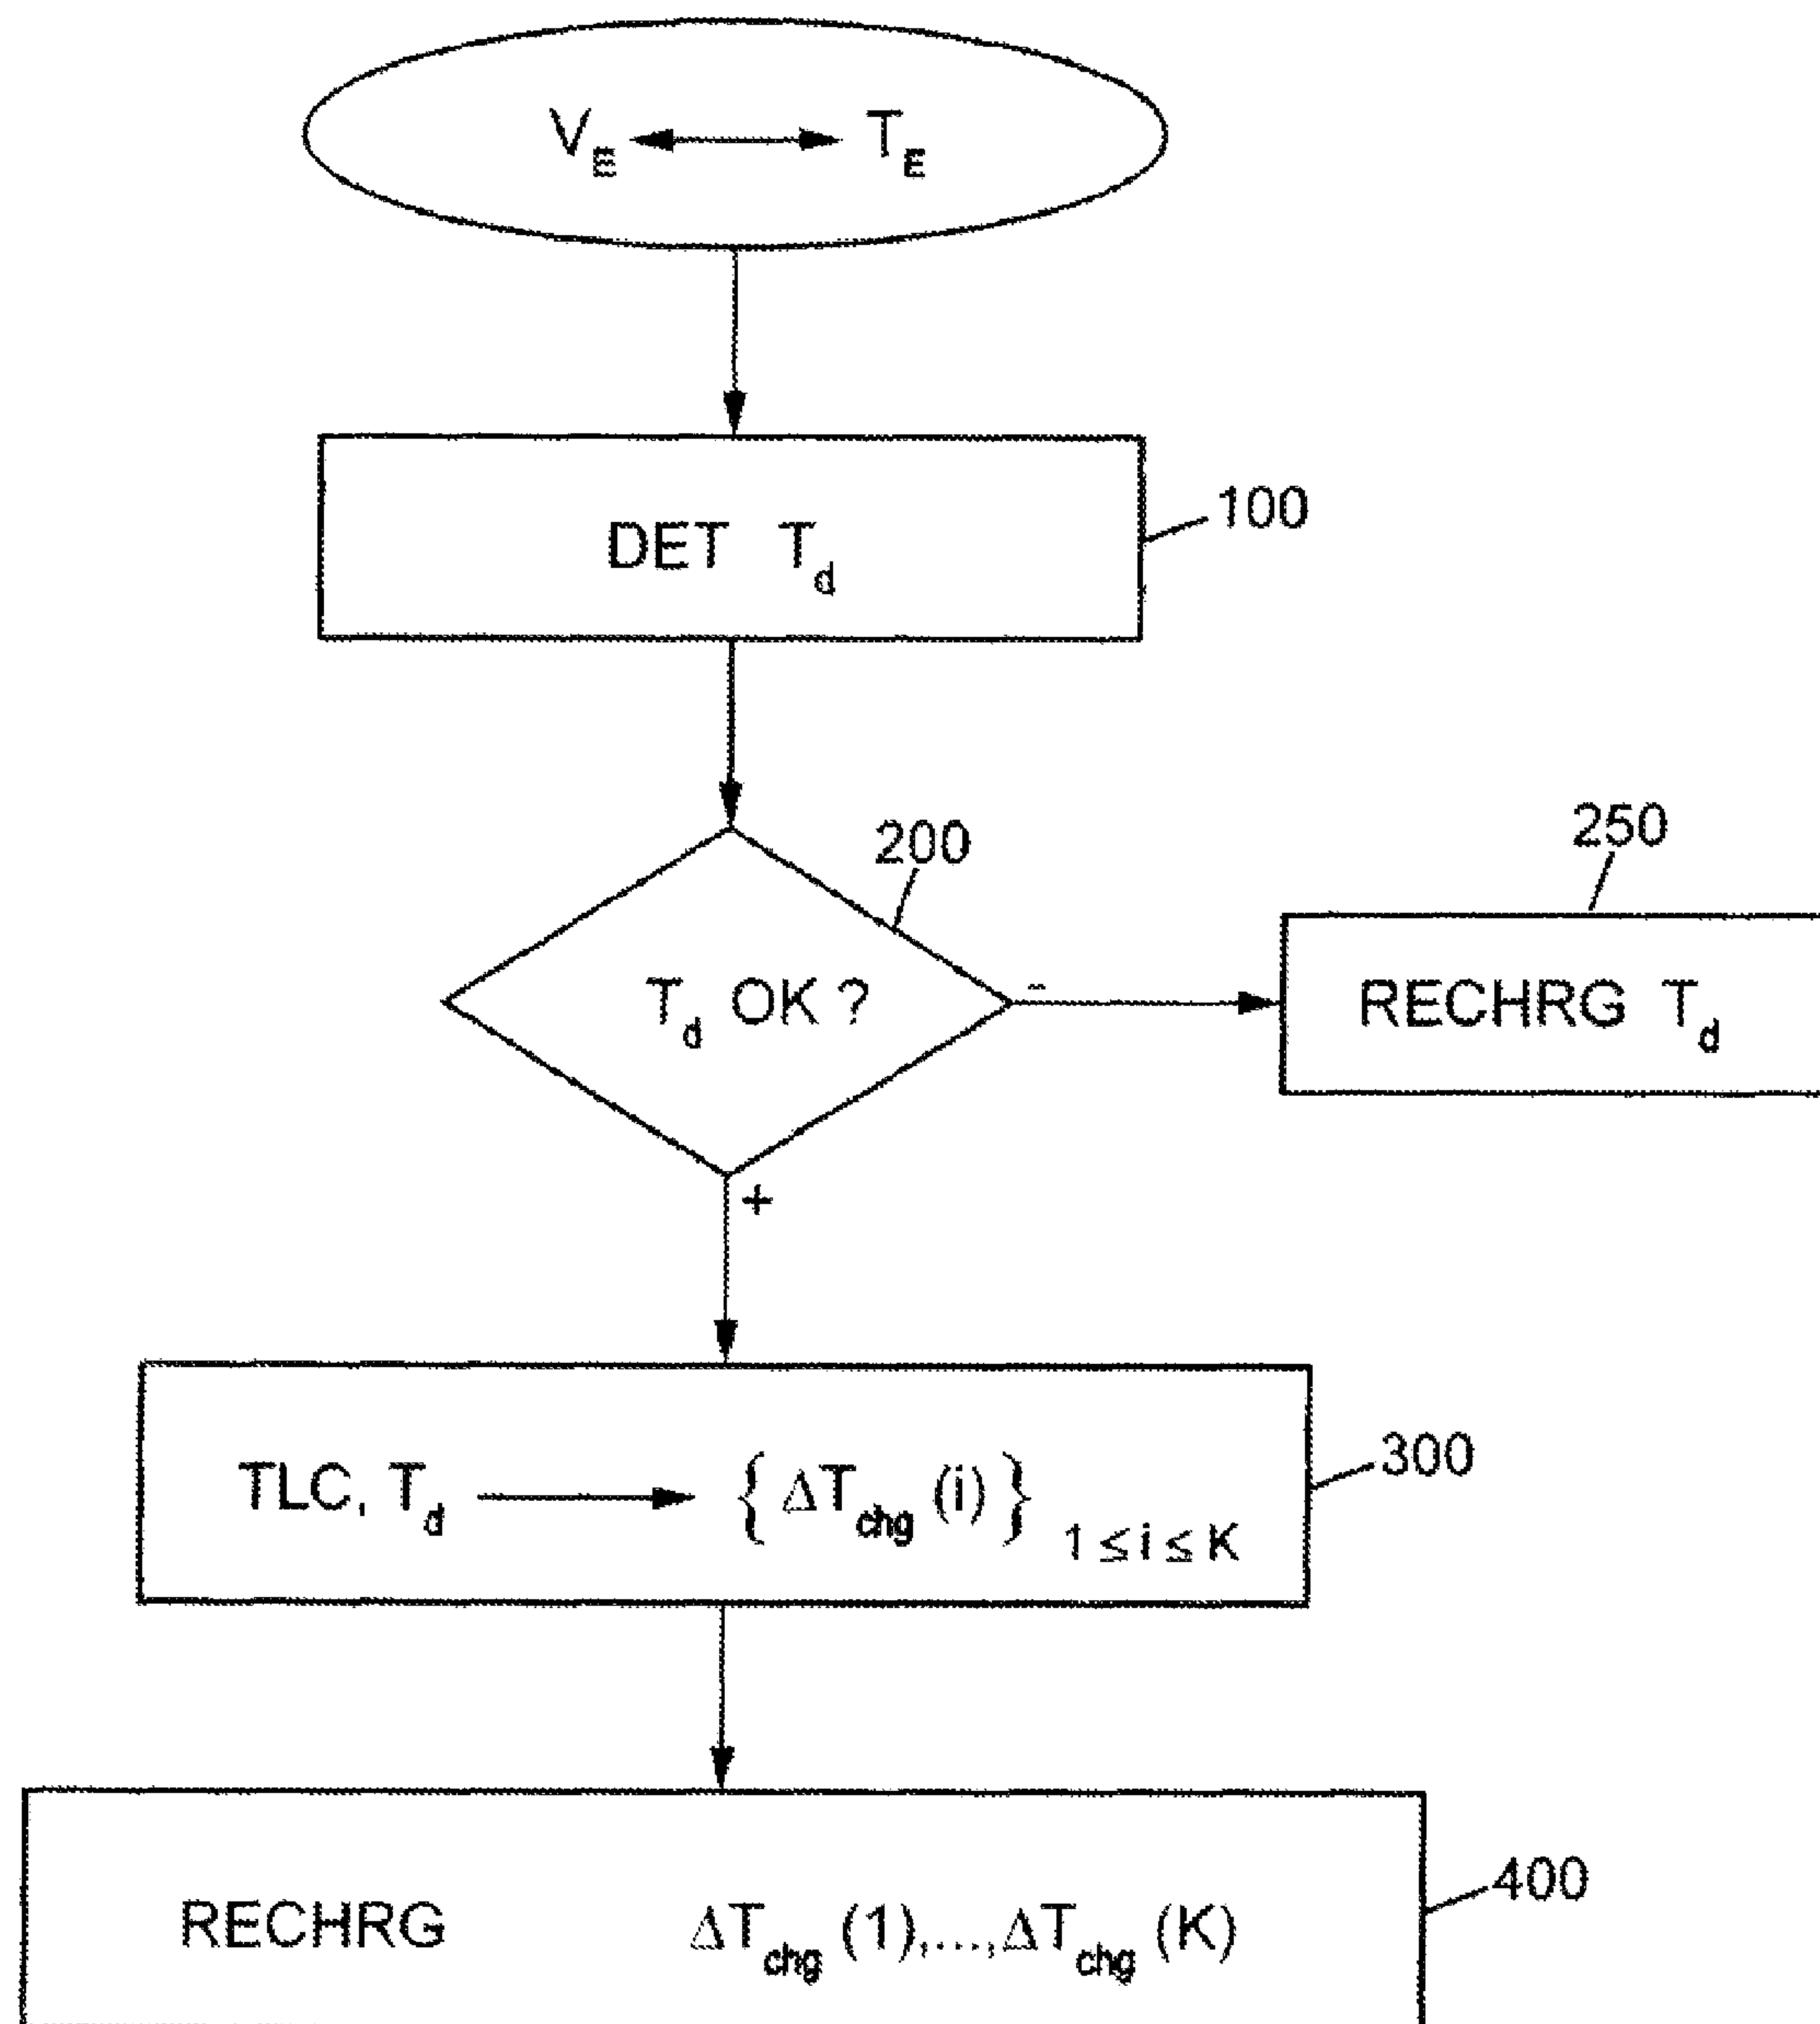 V_E ⟷ T_E
100
DET T_d
200
250
T_d OK ?
-
RECHRG T_d
+
300
TLC, T_d ⟶ { ΔT_chg (i) } 1 ≤ i ≤ K
400
RECHRG ΔT_chg (1),...,ΔT_chg (K)